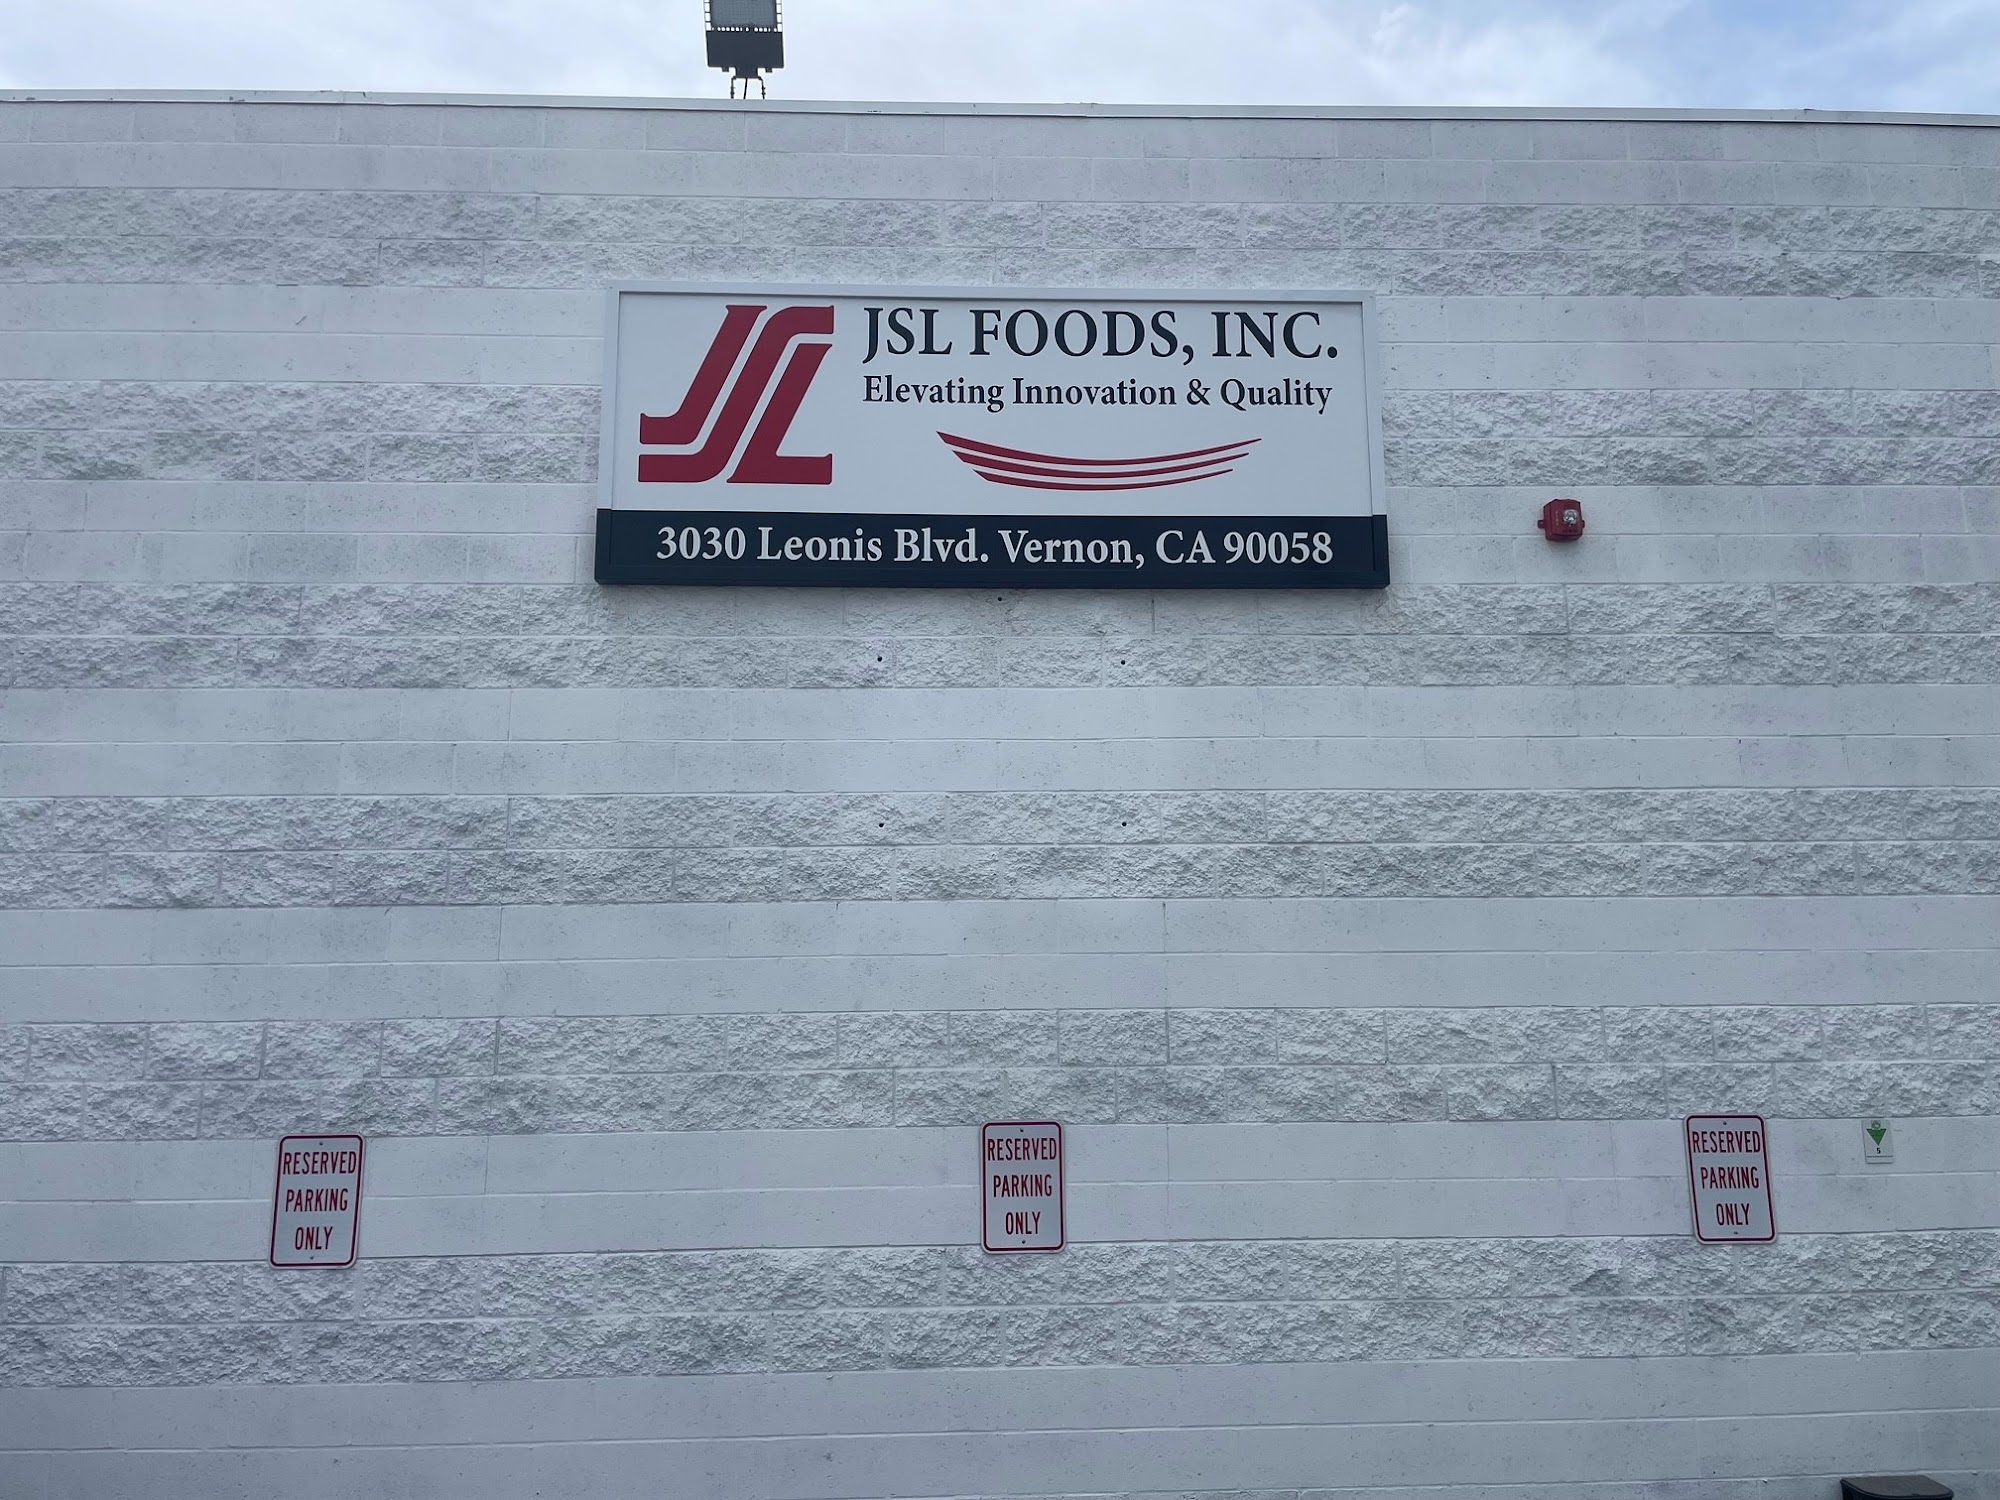 JSL
JSL FOODS, INC.
Elevating Innovation & Quality
3030 Leonis Blvd. Vernon, CA 90058
RESERVED
PARKING
ONLY
RESERVED
PARKING
ONLY
RESERVED
PARKING
ONLY
5